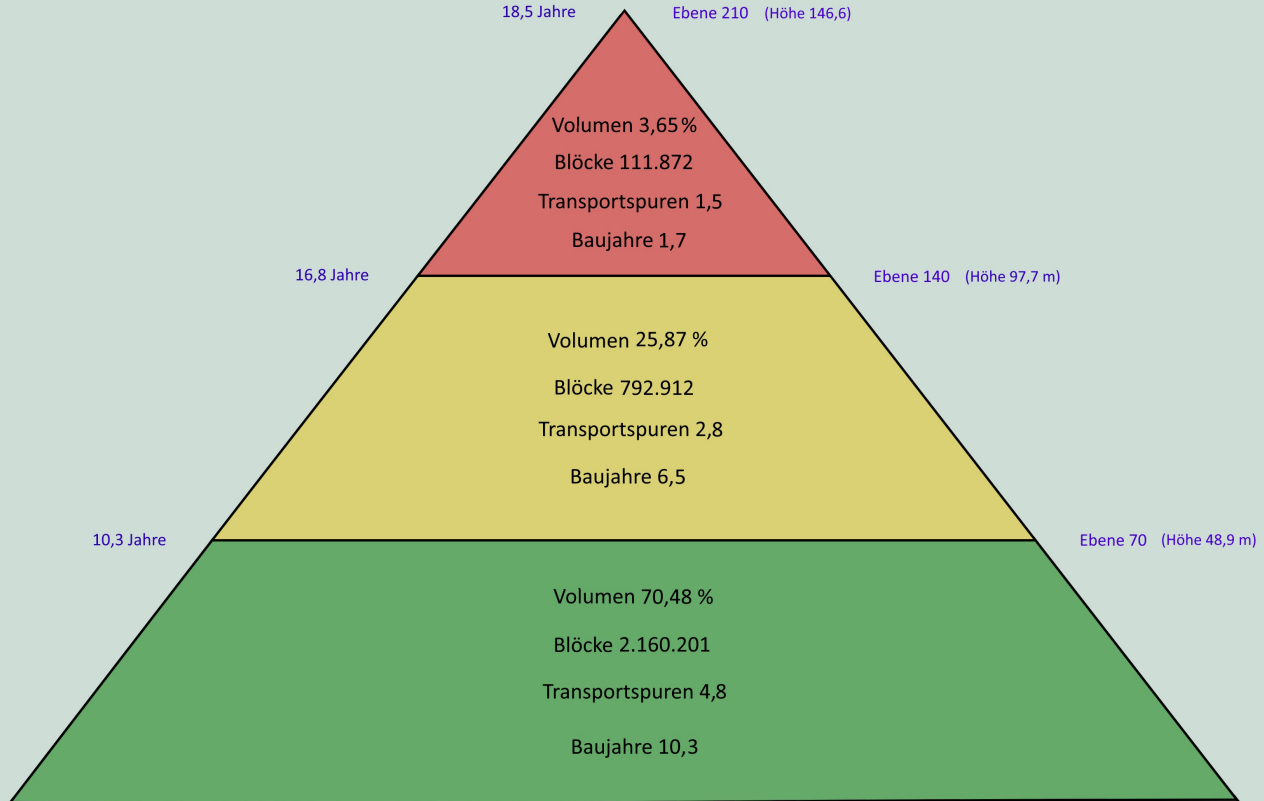 18,5 Jahre
Ebene 210 (Höhe 146,6)
Volumen 3,65%
Blöcke 111.872
Transportspuren 1,5
Baujahre 1,7
16,8 Jahre
Ebene 140 (Höhe 97,7 m)
Volumen 25,87 %
Blöcke 792.912
Transportspuren 2,8
Baujahre 6,5
10,3 Jahre
Ebene 70 (Höhe 48,9 m)
Volumen 70,48 %
Blöcke 2.160.201
Transportspuren 4,8
Baujahre 10,3